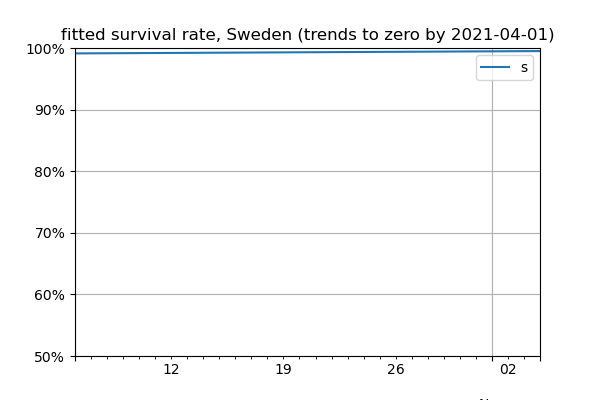 fitted survival rate, Sweden (trends to zero by 2021-04-01)
100%
s
90%
80%
70%
60%
50%
12 19 26 02